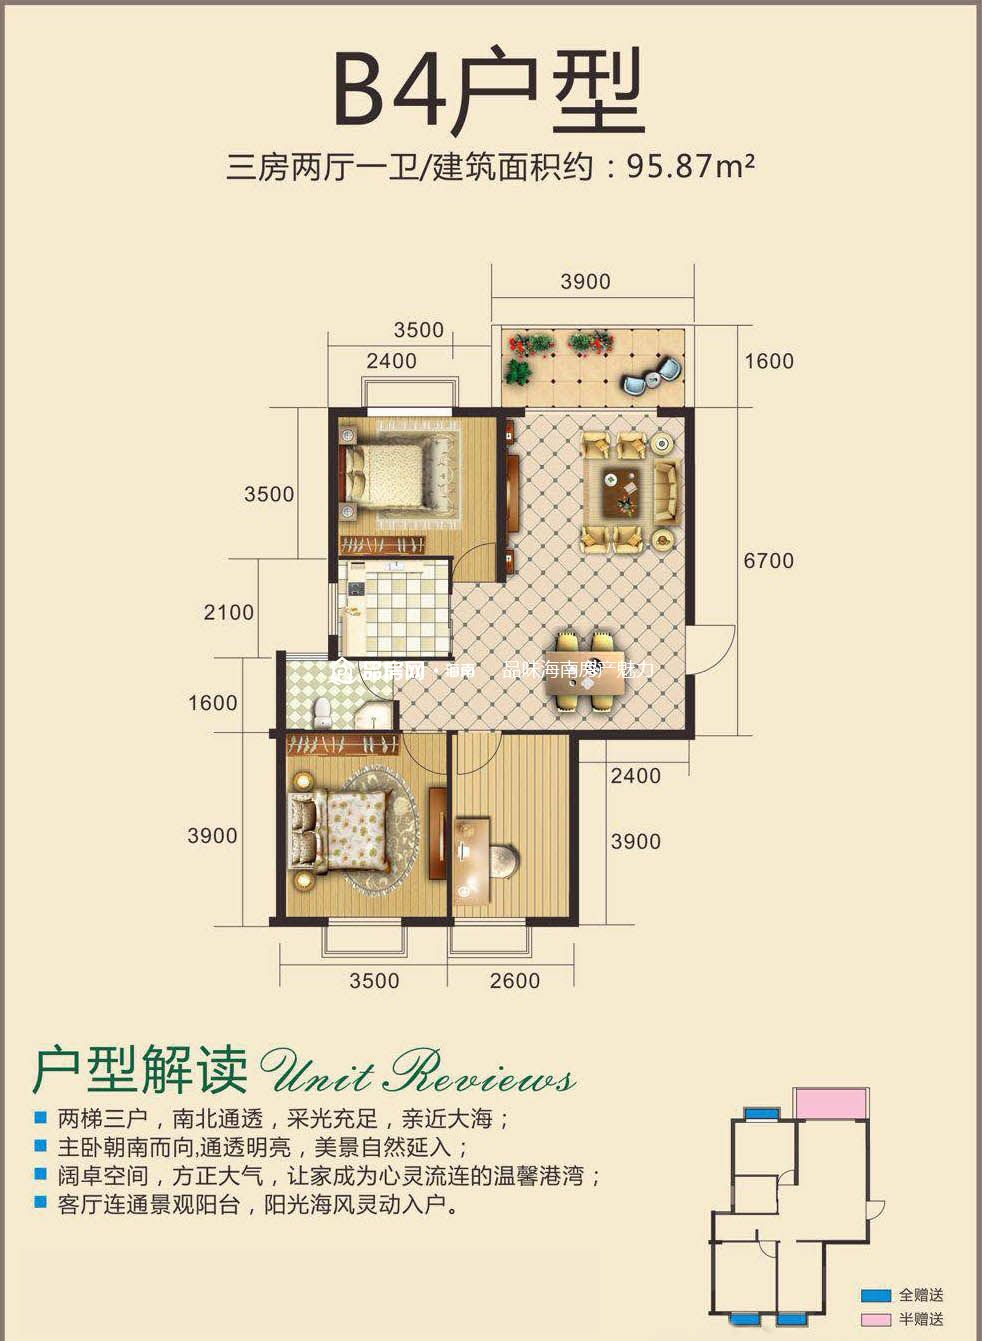 B4户型
三房两厅一卫/建筑面积约：95.87m²
3900
3500
2400
1600
3500
6700
2100
品房网·海南 品味海南房产魅力
1600
2400
3900
3900
3500
2600
户型解读 Unit Reviews
两梯三户，南北通透，采光充足，亲近大海；
主卧朝南而向,通透明亮，美景自然延入；
阔卓空间，方正大气，让家成为心灵流连的温馨港湾；
客厅连通景观阳台，阳光海风灵动入户。
全赠送
半赠送